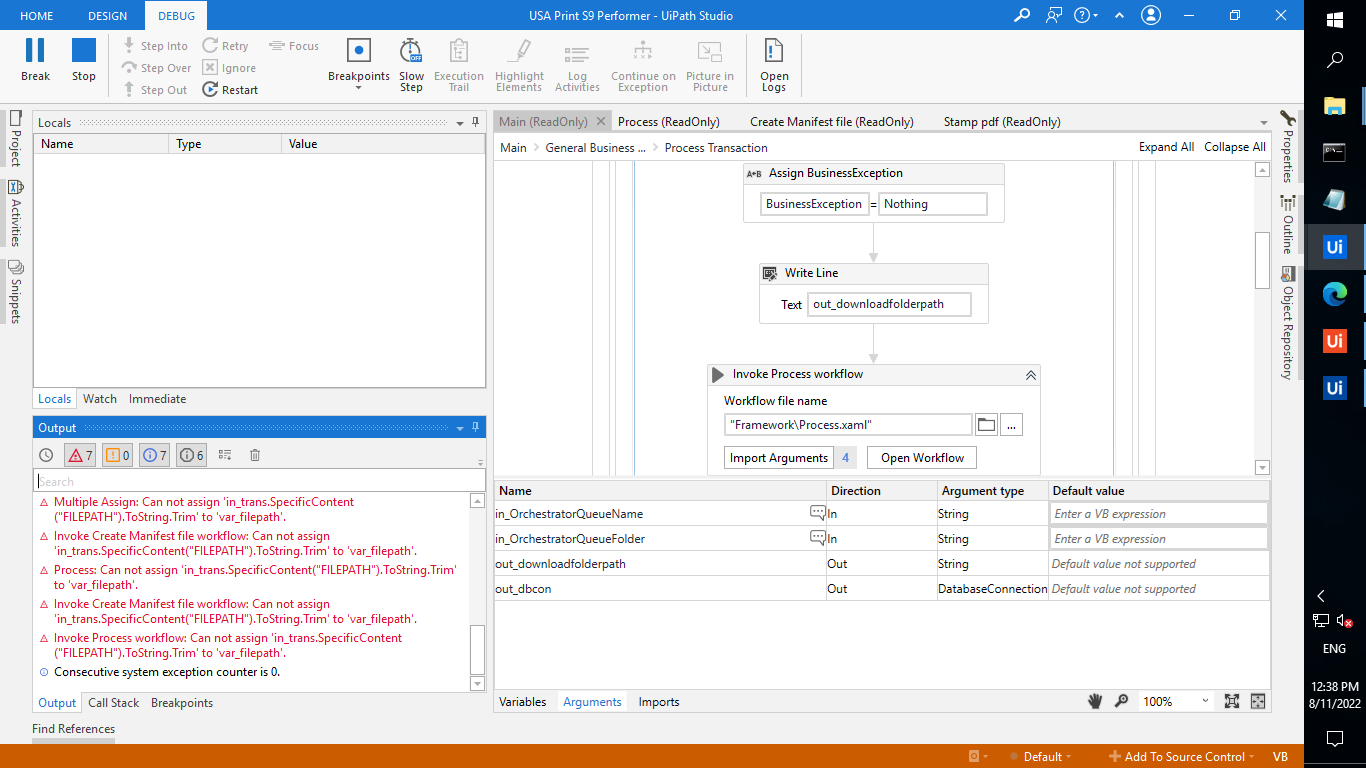 HOME DESIGN DEBUG USA Print S9 Performer - UiPath Studio
Break
Stop
Step Into
Step Over
Step Out
Retry
Ignore
Restart
Focus
Breakpoints
Slow
Step
Execution
Trail
Highlight
Elements
Log
Activities
Continue on
Exception
Picture in
Picture
Open
Logs
Project
Activities
Snippets
Locals
Name Type Value
Locals Watch Immediate
Output
7 0 7 6
Search
Multiple Assign: Can not assign 'in_trans.SpecificContent
("FILEPATH").ToString.Trim' to 'var_filepath'.
Invoke Create Manifest file workflow: Can not assign
'in_trans.SpecificContent("FILEPATH").ToString.Trim' to 'var_filepath'.
Process: Can not assign 'in_trans.SpecificContent("FILEPATH").ToString.Trim'
to 'var_filepath'.
Invoke Create Manifest file workflow: Can not assign
'in_trans.SpecificContent("FILEPATH").ToString.Trim' to 'var_filepath'.
Invoke Process workflow: Can not assign 'in_trans.SpecificContent
("FILEPATH").ToString.Trim' to 'var_filepath'.
Consecutive system exception counter is 0.
Output Call Stack Breakpoints
Find References
Main (ReadOnly) Process (ReadOnly) Create Manifest file (ReadOnly) Stamp pdf (ReadOnly)
Main > General Business ... > Process Transaction Expand All Collapse All
A+B Assign BusinessException
BusinessException = Nothing
Write Line
Text out_downloadfolderpath
Invoke Process workflow
Workflow file name
"Framework\Process.xaml" ...
Import Arguments 4 Open Workflow
Name Direction Argument type Default value
in_OrchestratorQueueName In String Enter a VB expression
in_OrchestratorQueueFolder In String Enter a VB expression
out_downloadfolderpath Out String Default value not supported
out_dbcon Out DatabaseConnection Default value not supported
Variables Arguments Imports 100%
Properties
Outline
Object Repository
Default Add To Source Control VB
Ui
Ui
Ui
ENG
12:38 PM
8/11/2022